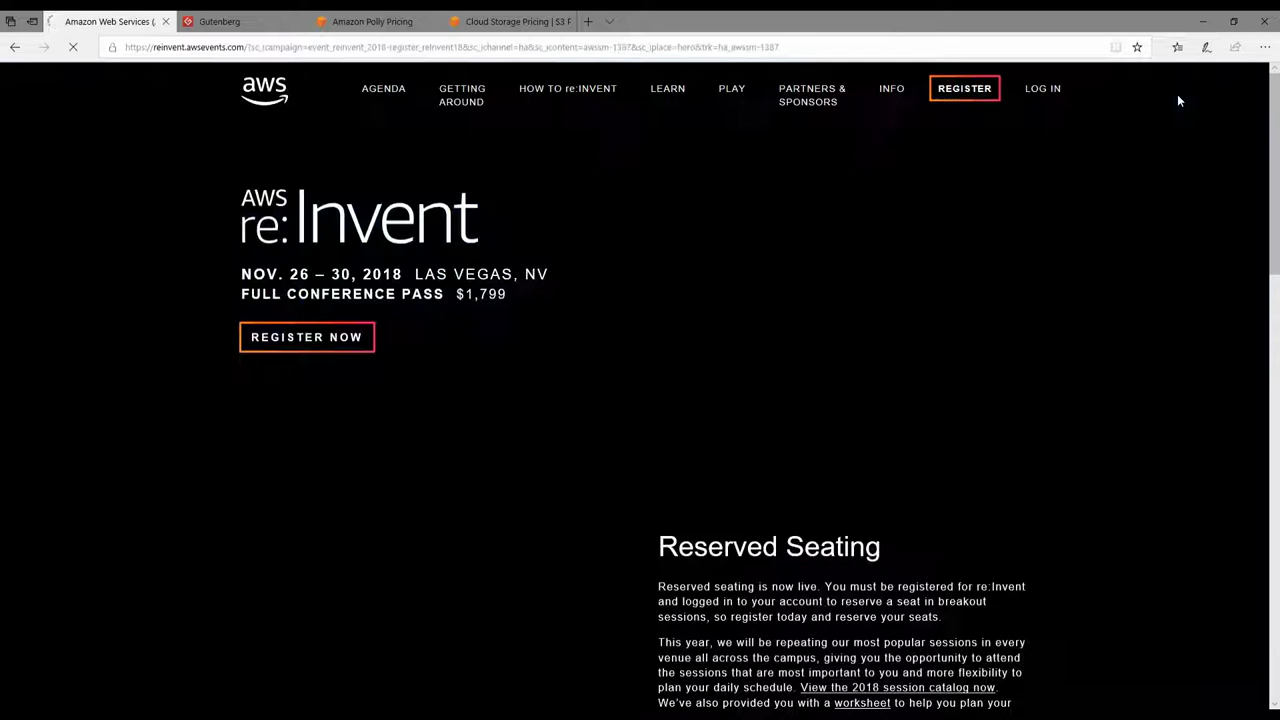 Amazon Web Services (
Gutenberg
Amazon Polly Pricing
Cloud Storage Pricing | S3 P
https://reinvent.awsevents.com/?sc_icampaign=event_reinvent_2018-register_reInvent18&sc_ichannel=ha&sc_icontent=awssm-1387&sc_iplace=hero&trk=ha_awssm-1387
aws
AGENDA
GETTING
AROUND
HOW TO re:INVENT
LEARN
PLAY
PARTNERS &
SPONSORS
INFO
REGISTER
LOG IN
AWS
re:Invent
NOV. 26 – 30, 2018 LAS VEGAS, NV
FULL CONFERENCE PASS $1,799
REGISTER NOW
Reserved Seating
Reserved seating is now live. You must be registered for re:Invent
and logged in to your account to reserve a seat in breakout
sessions, so register today and reserve your seats.
This year, we will be repeating our most popular sessions in every
venue all across the campus, giving you the opportunity to attend
the sessions that are most important to you and more flexibility to
plan your daily schedule. View the 2018 session catalog now.
We've also provided you with a worksheet to help you plan your